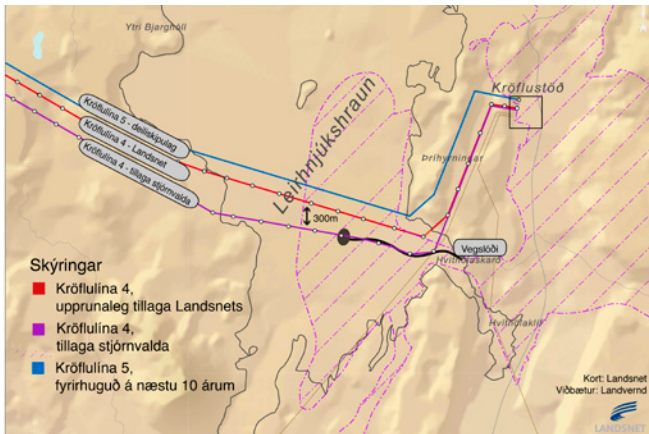 Ytri Bjarghóll
Kröflustöð
Kröflulína 5 - deiliskipulag
Kröflulína 4 - Landsnet
Kröflulína 4 - tillaga stjórnvalda
Leirhnjúkshraun
Þríhyrningar
300m
Vegslóði
Hvíthólaskarð
Hvíthólaklif
Skýringar
Kröflulína 4,
upprunaleg tillaga Landsnets
Kröflulína 4,
tillaga stjórnvalda
Kröflulína 5,
fyrirhuguð á næstu 10 árum
Kort: Landsnet
Viðbætur: Landvernd
LANDSNET